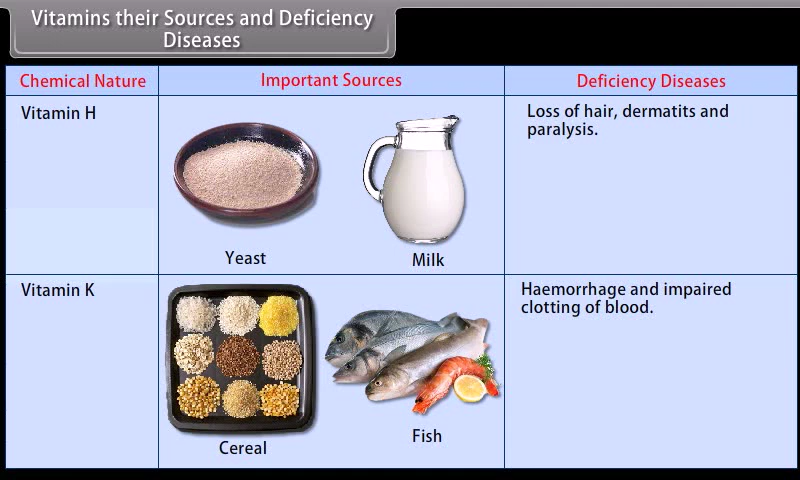 Vitamins their Sources and Deficiency
Diseases
Chemical Nature
Important Sources
Deficiency Diseases
Vitamin H
Yeast
Milk
Loss of hair, dermatits and
paralysis.
Vitamin K
Cereal
Fish
Haemorrhage and impaired
clotting of blood.